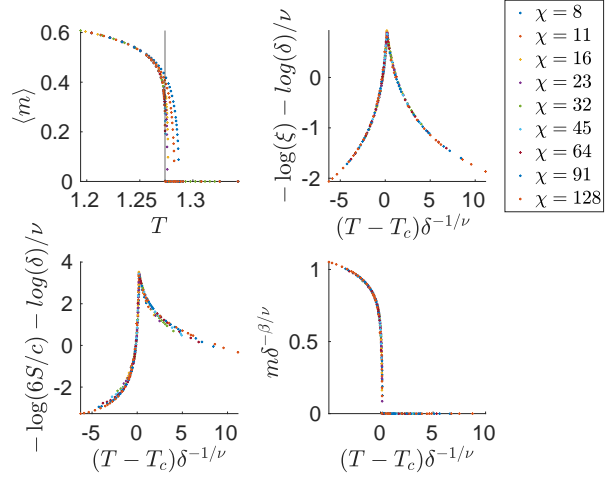 0.6
0.4
0.2
0
⟨m⟩
1.2
1.25
1.3
T
0
-1
-2
− log(ξ) − log(δ)/ν
-5
0
5
10
(T − T_c)δ^{−1/ν}
χ = 8
χ = 11
χ = 16
χ = 23
χ = 32
χ = 45
χ = 64
χ = 91
χ = 128
4
2
0
-2
− log(6S/c) − log(δ)/ν
-5
0
5
10
(T − T_c)δ^{−1/ν}
1
0.5
0
mδ^{−β/ν}
0
5
10
(T − T_c)δ^{−1/ν}